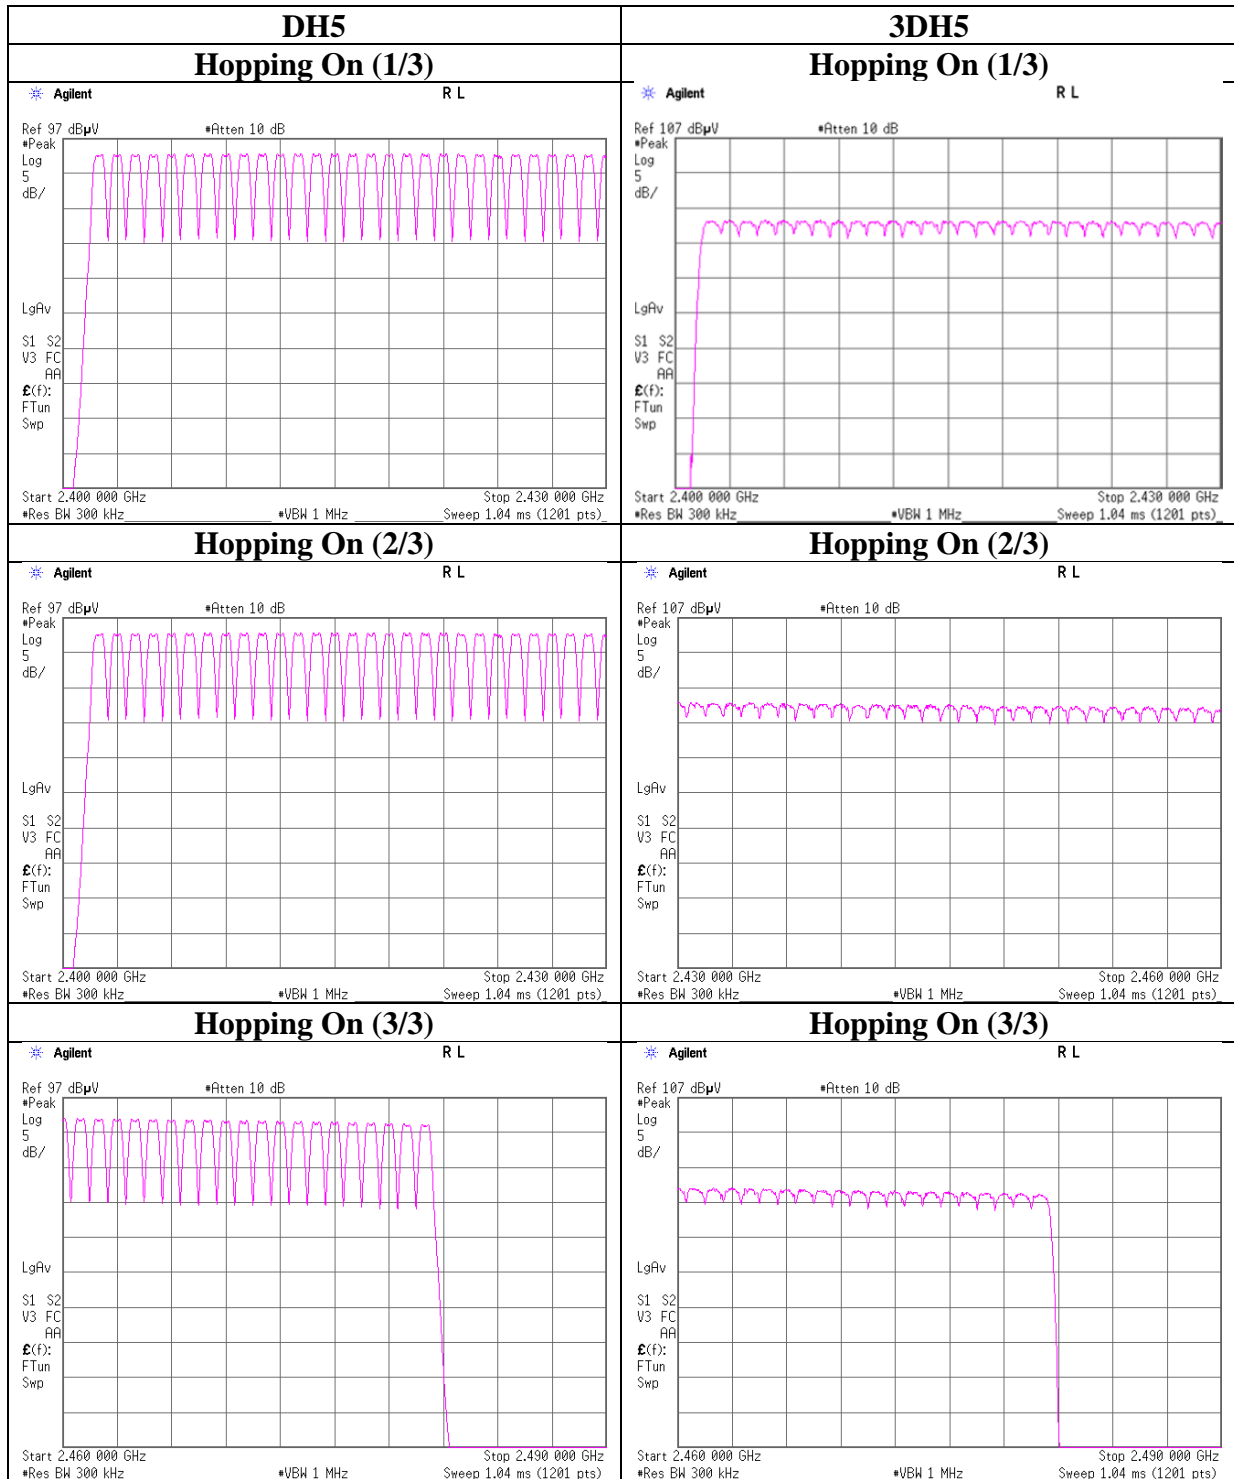 DH5 3DH5
Hopping On (1/3) Hopping On (1/3)
Agilent R L
Ref 97 dBµV #Atten 10 dB
#Peak
Log
5
dB/
LgAv
S1 S2
V3 FC
AA
£(f):
FTun
Swp
Start 2.400 000 GHz Stop 2.430 000 GHz
#Res BW 300 kHz #VBW 1 MHz Sweep 1.04 ms (1201 pts)
Agilent R L
Ref 107 dBµV #Atten 10 dB
#Peak
Log
5
dB/
LgAv
S1 S2
V3 FC
AA
£(f):
FTun
Swp
Start 2.400 000 GHz Stop 2.430 000 GHz
#Res BW 300 kHz #VBW 1 MHz Sweep 1.04 ms (1201 pts)
Hopping On (2/3) Hopping On (2/3)
Agilent R L
Ref 97 dBµV #Atten 10 dB
#Peak
Log
5
dB/
LgAv
S1 S2
V3 FC
AA
£(f):
FTun
Swp
Start 2.400 000 GHz Stop 2.430 000 GHz
#Res BW 300 kHz #VBW 1 MHz Sweep 1.04 ms (1201 pts)
Agilent R L
Ref 107 dBµV #Atten 10 dB
#Peak
Log
5
dB/
LgAv
S1 S2
V3 FC
AA
£(f):
FTun
Swp
Start 2.430 000 GHz Stop 2.460 000 GHz
#Res BW 300 kHz #VBW 1 MHz Sweep 1.04 ms (1201 pts)
Hopping On (3/3) Hopping On (3/3)
Agilent R L
Ref 97 dBµV #Atten 10 dB
#Peak
Log
5
dB/
LgAv
S1 S2
V3 FC
AA
£(f):
FTun
Swp
Start 2.460 000 GHz Stop 2.490 000 GHz
#Res BW 300 kHz #VBW 1 MHz Sweep 1.04 ms (1201 pts)
Agilent R L
Ref 107 dBµV #Atten 10 dB
#Peak
Log
5
dB/
LgAv
S1 S2
V3 FC
AA
£(f):
FTun
Swp
Start 2.460 000 GHz Stop 2.490 000 GHz
#Res BW 300 kHz #VBW 1 MHz Sweep 1.04 ms (1201 pts)